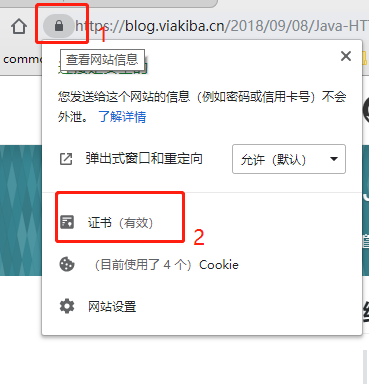 https://blog.viakiba.cn/2018/09/08/Java-HT
1
comm
查看网站信息
您发送给这个网站的信息（例如密码或信用卡号）不会
外泄。 了解详情
弹出式窗口和重定向 允许（默认）
证书（有效）
2
（目前使用了 4 个）Cookie
网站设置